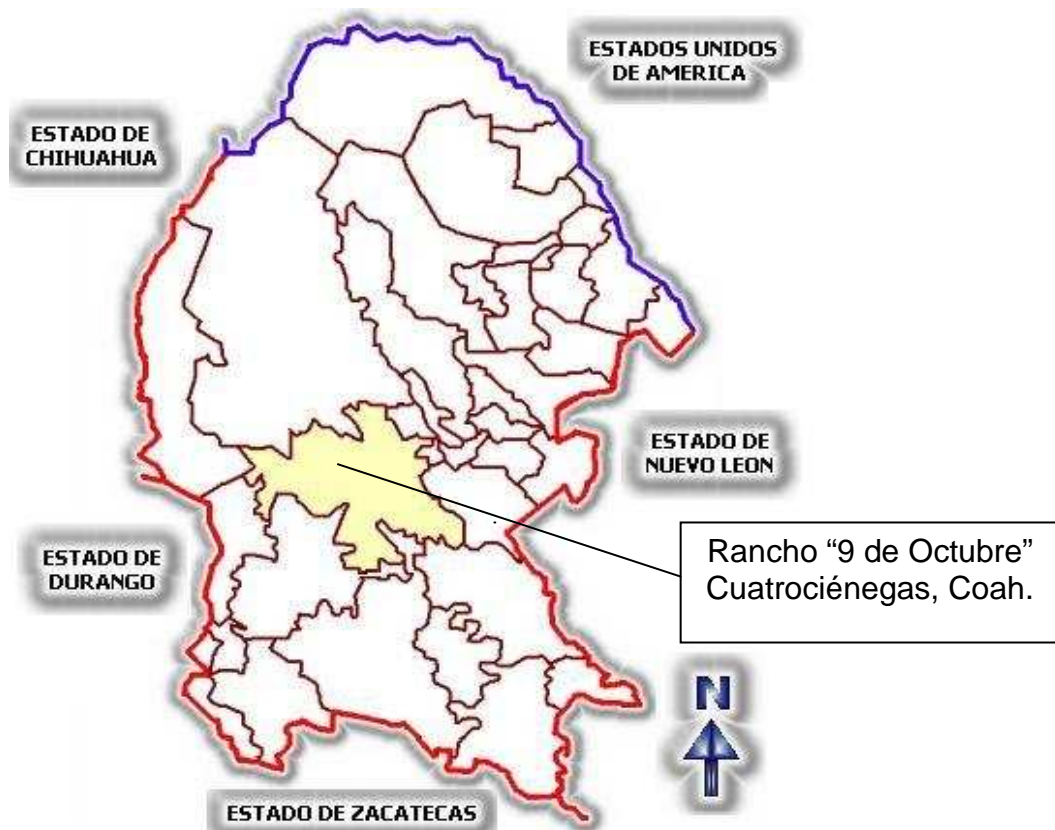 ESTADOS UNIDOS
DE AMERICA
ESTADO DE
CHIHUAHUA
ESTADO DE
NUEVO LEON
Rancho “9 de Octubre”
Cuatrociénegas, Coah.
ESTADO DE
DURANGO
N
ESTADO DE ZACATECAS